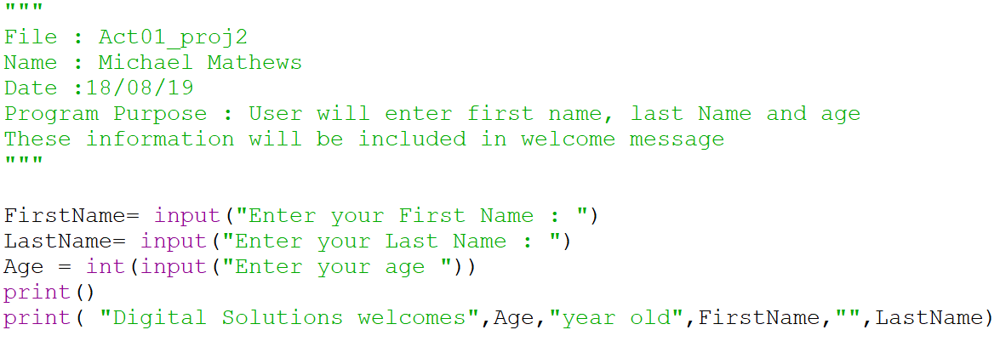 """
File : Act01_proj2
Name : Michael Mathews
Date :18/08/19
Program Purpose : User will enter first name, last Name and age
These information will be included in welcome message
"""
FirstName= input("Enter your First Name : ")
LastName= input("Enter your Last Name : ")
Age = int(input("Enter your age "))
print()
print( "Digital Solutions welcomes",Age,"year old",FirstName,"",LastName)